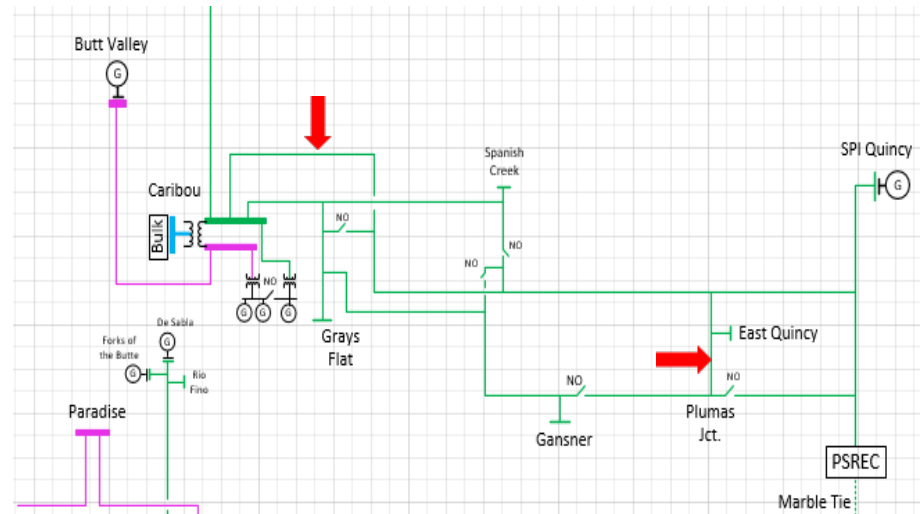 Butt Valley
G
Spanish
Creek
SPI Quincy
G
Caribou
NO
Bulk
NO
NO
NO
G
G
G
Grays
Flat
East Quincy
De Sabla
G
Forks of
the Butte
G
Rio
Fino
NO
NO
Paradise
Gansner
Plumas
Jct.
PSREC
Marble Tie